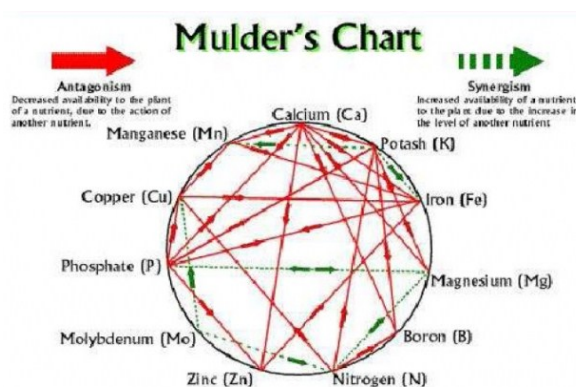 Mulder's Chart
Antagonism
Decreased availability to the plant
of a nutrient, due to the action of
another nutrient.
Synergism
Increased availability of a nutrient
to the plant due to the increase in
the level of another nutrient
Calcium (Ca)
Manganese (Mn)
Potash (K)
Copper (Cu)
Iron (Fe)
Phosphate (P)
Magnesium (Mg)
Molybdenum (Mo)
Boron (B)
Zinc (Zn)
Nitrogen (N)